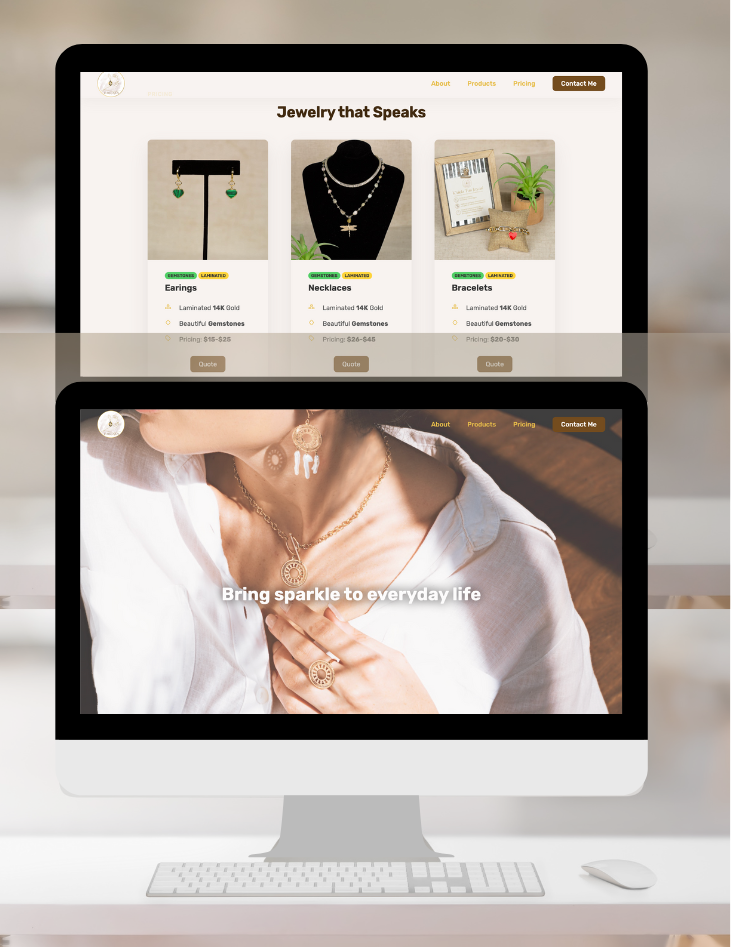 About Products Pricing Contact Me
Jewelry that Speaks
GEMSTONES LAMINATED
Earings
Laminated 14K Gold
Beautiful Gemstones
Pricing: $15-$25
Quote
GEMSTONES LAMINATED
Necklaces
Laminated 14K Gold
Beautiful Gemstones
Pricing: $26-$45
Quote
GEMSTONES LAMINATED
Bracelets
Laminated 14K Gold
Beautiful Gemstones
Pricing: $20-$30
Quote
About Products Pricing Contact Me
Bring sparkle to everyday life